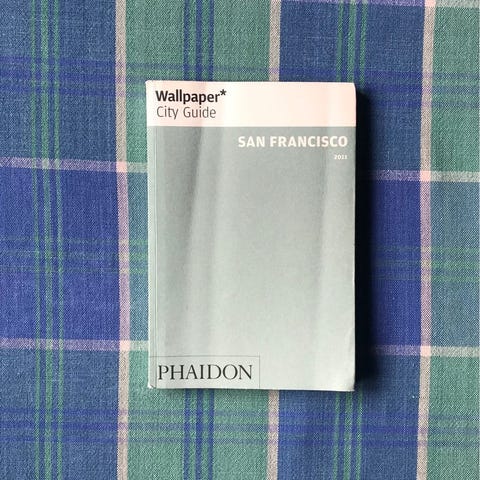 Wallpaper*
City Guide
SAN FRANCISCO
2011
PHAIDON